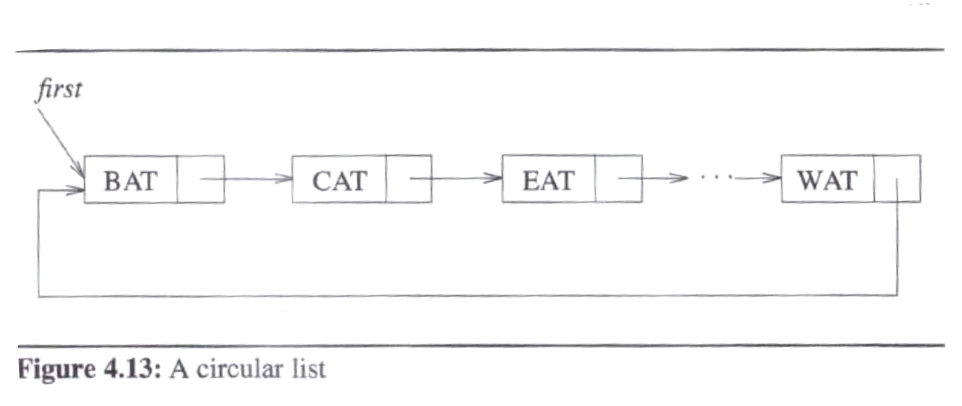 first
BAT CAT EAT ··· WAT
Figure 4.13: A circular list